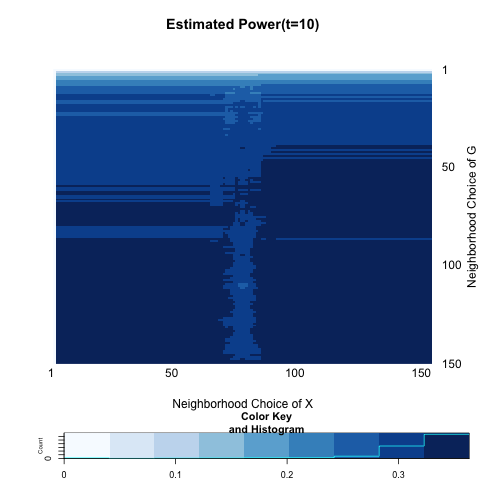 Estimated Power(t=10)
1
50
100
150
Neighborhood Choice of G
1 50 100 150
Neighborhood Choice of X
Color Key
and Histogram
Count
0
0 0.1 0.2 0.3